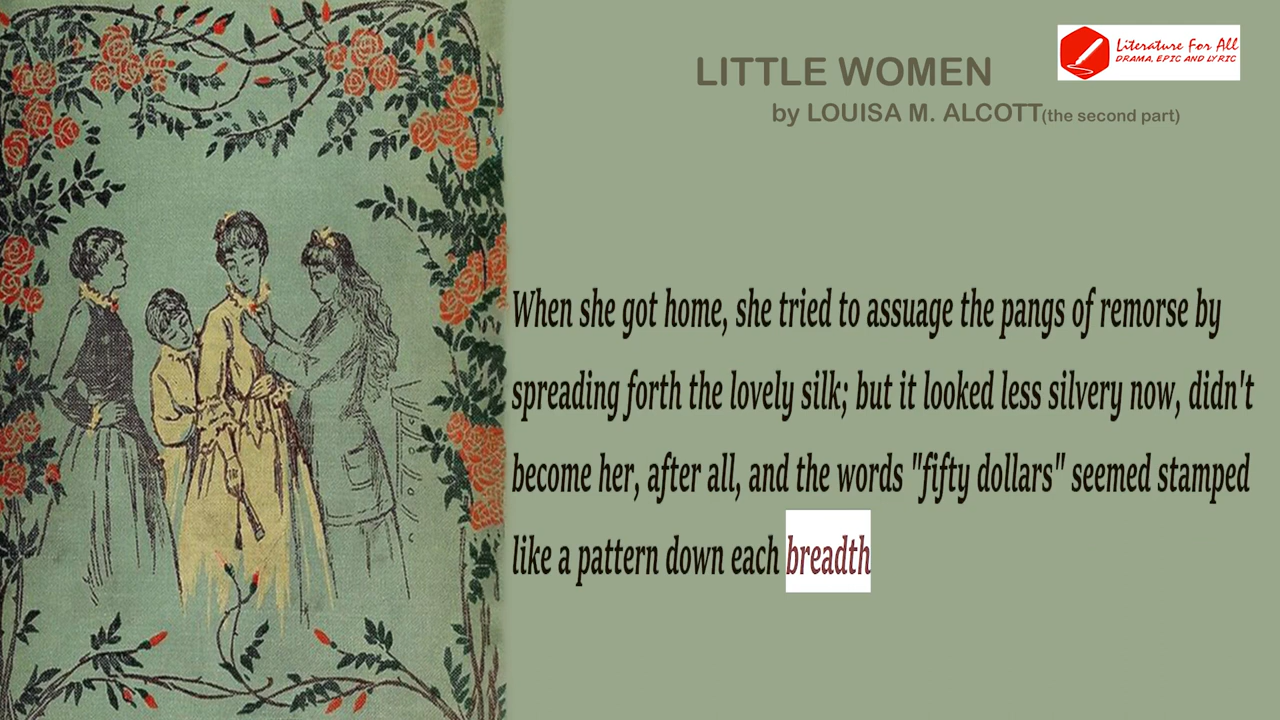 LITTLE WOMEN
by LOUISA M. ALCOTT(the second part)
Literature For All
DRAMA, EPIC AND LYRIC
When she got home, she tried to assuage the pangs of remorse by
spreading forth the lovely silk; but it looked less silvery now, didn't
become her, after all, and the words "fifty dollars" seemed stamped
like a pattern down each breadth